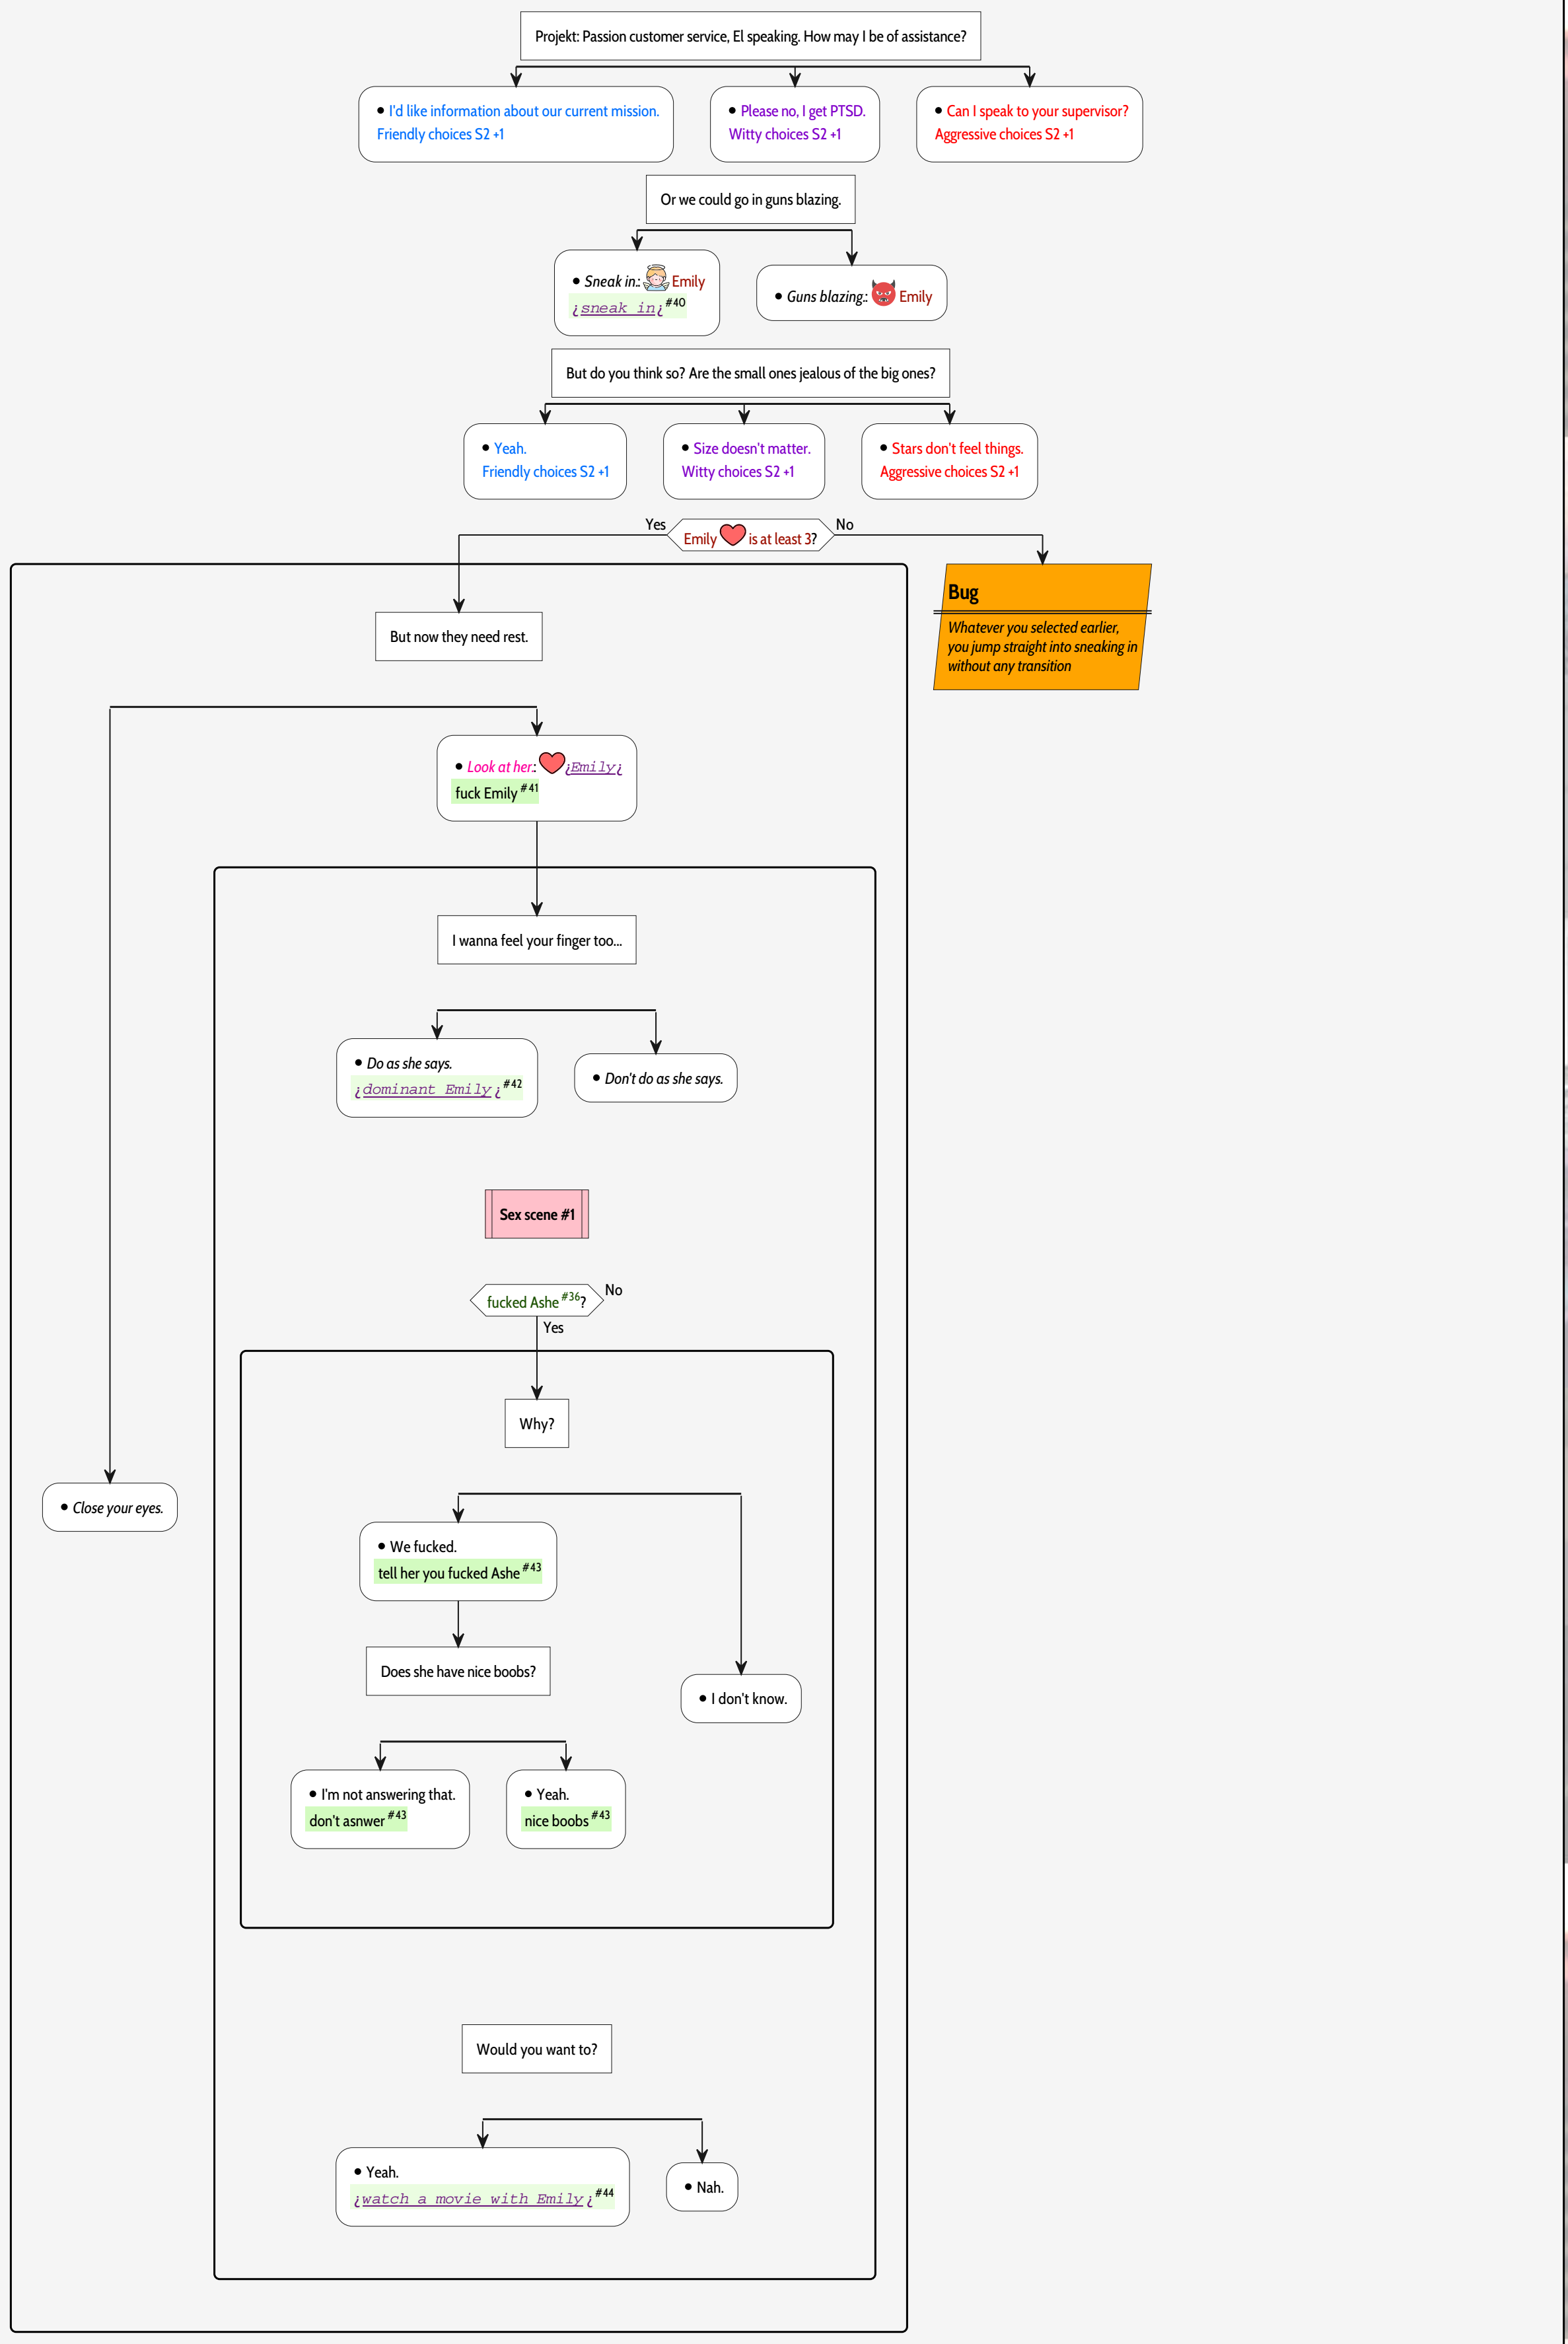 Projekt: Passion customer service, El speaking. How may I be of assistance?
• I'd like information about our current mission.
Friendly choices S2 +1
• Please no, I get PTSD.
Witty choices S2 +1
• Can I speak to your supervisor?
Aggressive choices S2 +1
Or we could go in guns blazing.
• Sneak in.: Emily
¿sneak in¿ #40
• Guns blazing.: Emily
But do you think so? Are the small ones jealous of the big ones?
• Yeah.
Friendly choices S2 +1
• Size doesn't matter.
Witty choices S2 +1
• Stars don't feel things.
Aggressive choices S2 +1
Yes
Emily is at least 3?
No
Bug
Whatever you selected earlier,
you jump straight into sneaking in
without any transition
But now they need rest.
• Look at her.: ¿Emily¿
fuck Emily #41
I wanna feel your finger too...
• Do as she says.
¿dominant Emily¿ #42
• Don't do as she says.
Sex scene #1
fucked Ashe #36?
No
Yes
Why?
• Close your eyes.
• We fucked.
tell her you fucked Ashe #43
Does she have nice boobs?
• I don't know.
• I'm not answering that.
don't asnwer #43
• Yeah.
nice boobs #43
Would you want to?
• Yeah.
¿watch a movie with Emily¿ #44
• Nah.